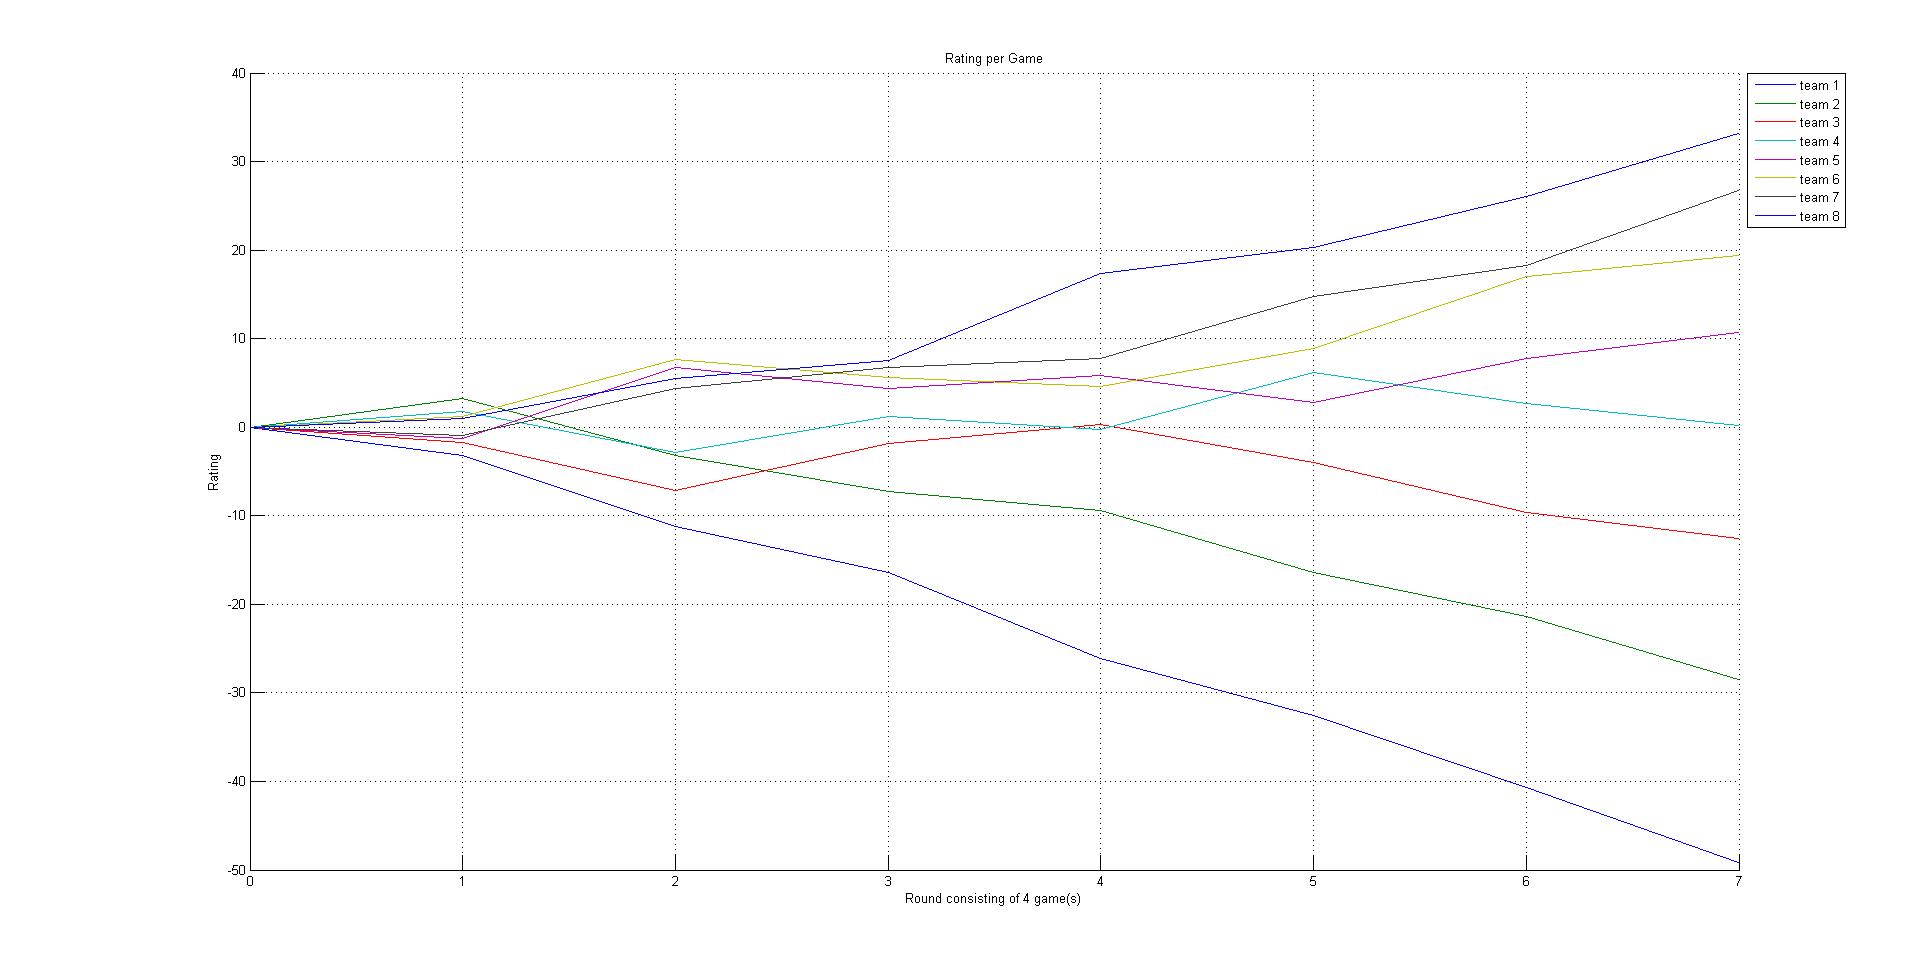 Rating per Game
40
30
20
10
0
-10
-20
-30
-40
-50
Rating
0 1 2 3 4 5 6 7
Round consisting of 4 game(s)
team 1
team 2
team 3
team 4
team 5
team 6
team 7
team 8